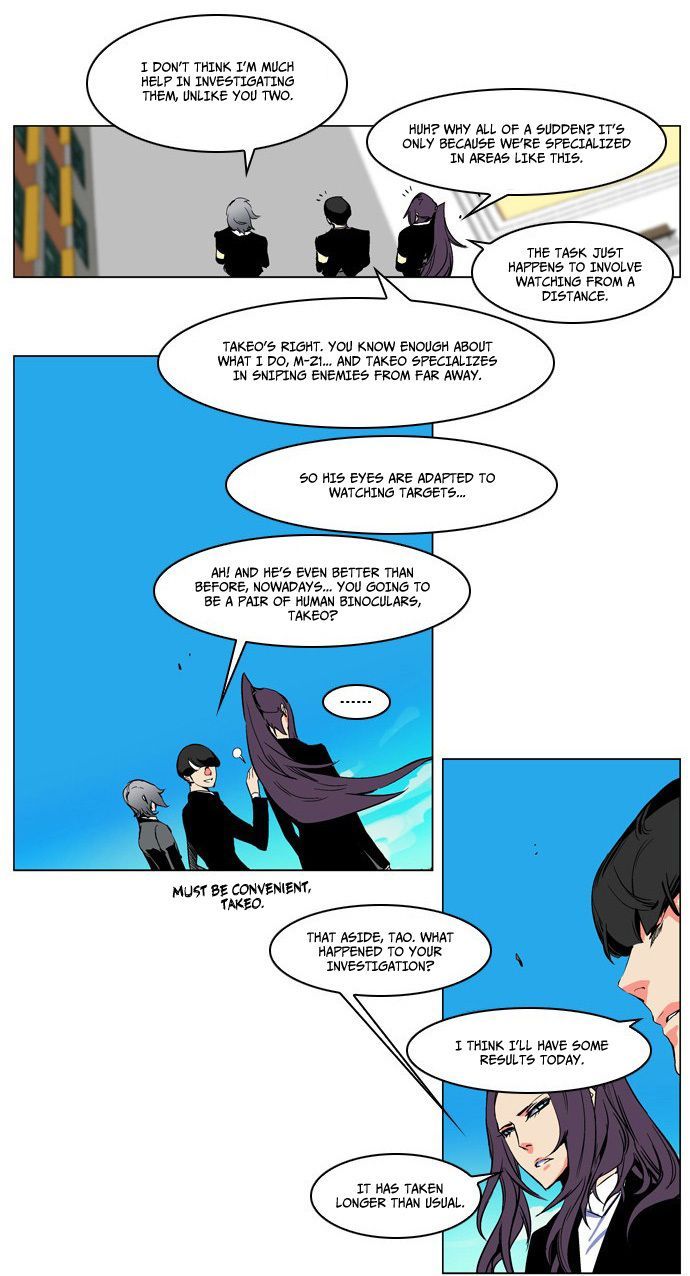 I DON'T THINK I'M MUCH
HELP IN INVESTIGATING
THEM, UNLIKE YOU TWO.
HUH? WHY ALL OF A SUDDEN? IT'S
ONLY BECAUSE WE'RE SPECIALIZED
IN AREAS LIKE THIS.
THE TASK JUST
HAPPENS TO INVOLVE
WATCHING FROM A
DISTANCE.
TAKEO'S RIGHT. YOU KNOW ENOUGH ABOUT
WHAT I DO, M-21... AND TAKEO SPECIALIZES
IN SNIPING ENEMIES FROM FAR AWAY.
SO HIS EYES ARE ADAPTED TO
WATCHING TARGETS...
AH! AND HE'S EVEN BETTER THAN
BEFORE, NOWADAYS... YOU GOING TO
BE A PAIR OF HUMAN BINOCULARS,
TAKEO?
------
MUST BE CONVENIENT,
TAKEO.
THAT ASIDE, TAO. WHAT
HAPPENED TO YOUR
INVESTIGATION?
I THINK I'LL HAVE SOME
RESULTS TODAY.
IT HAS TAKEN
LONGER THAN USUAL.